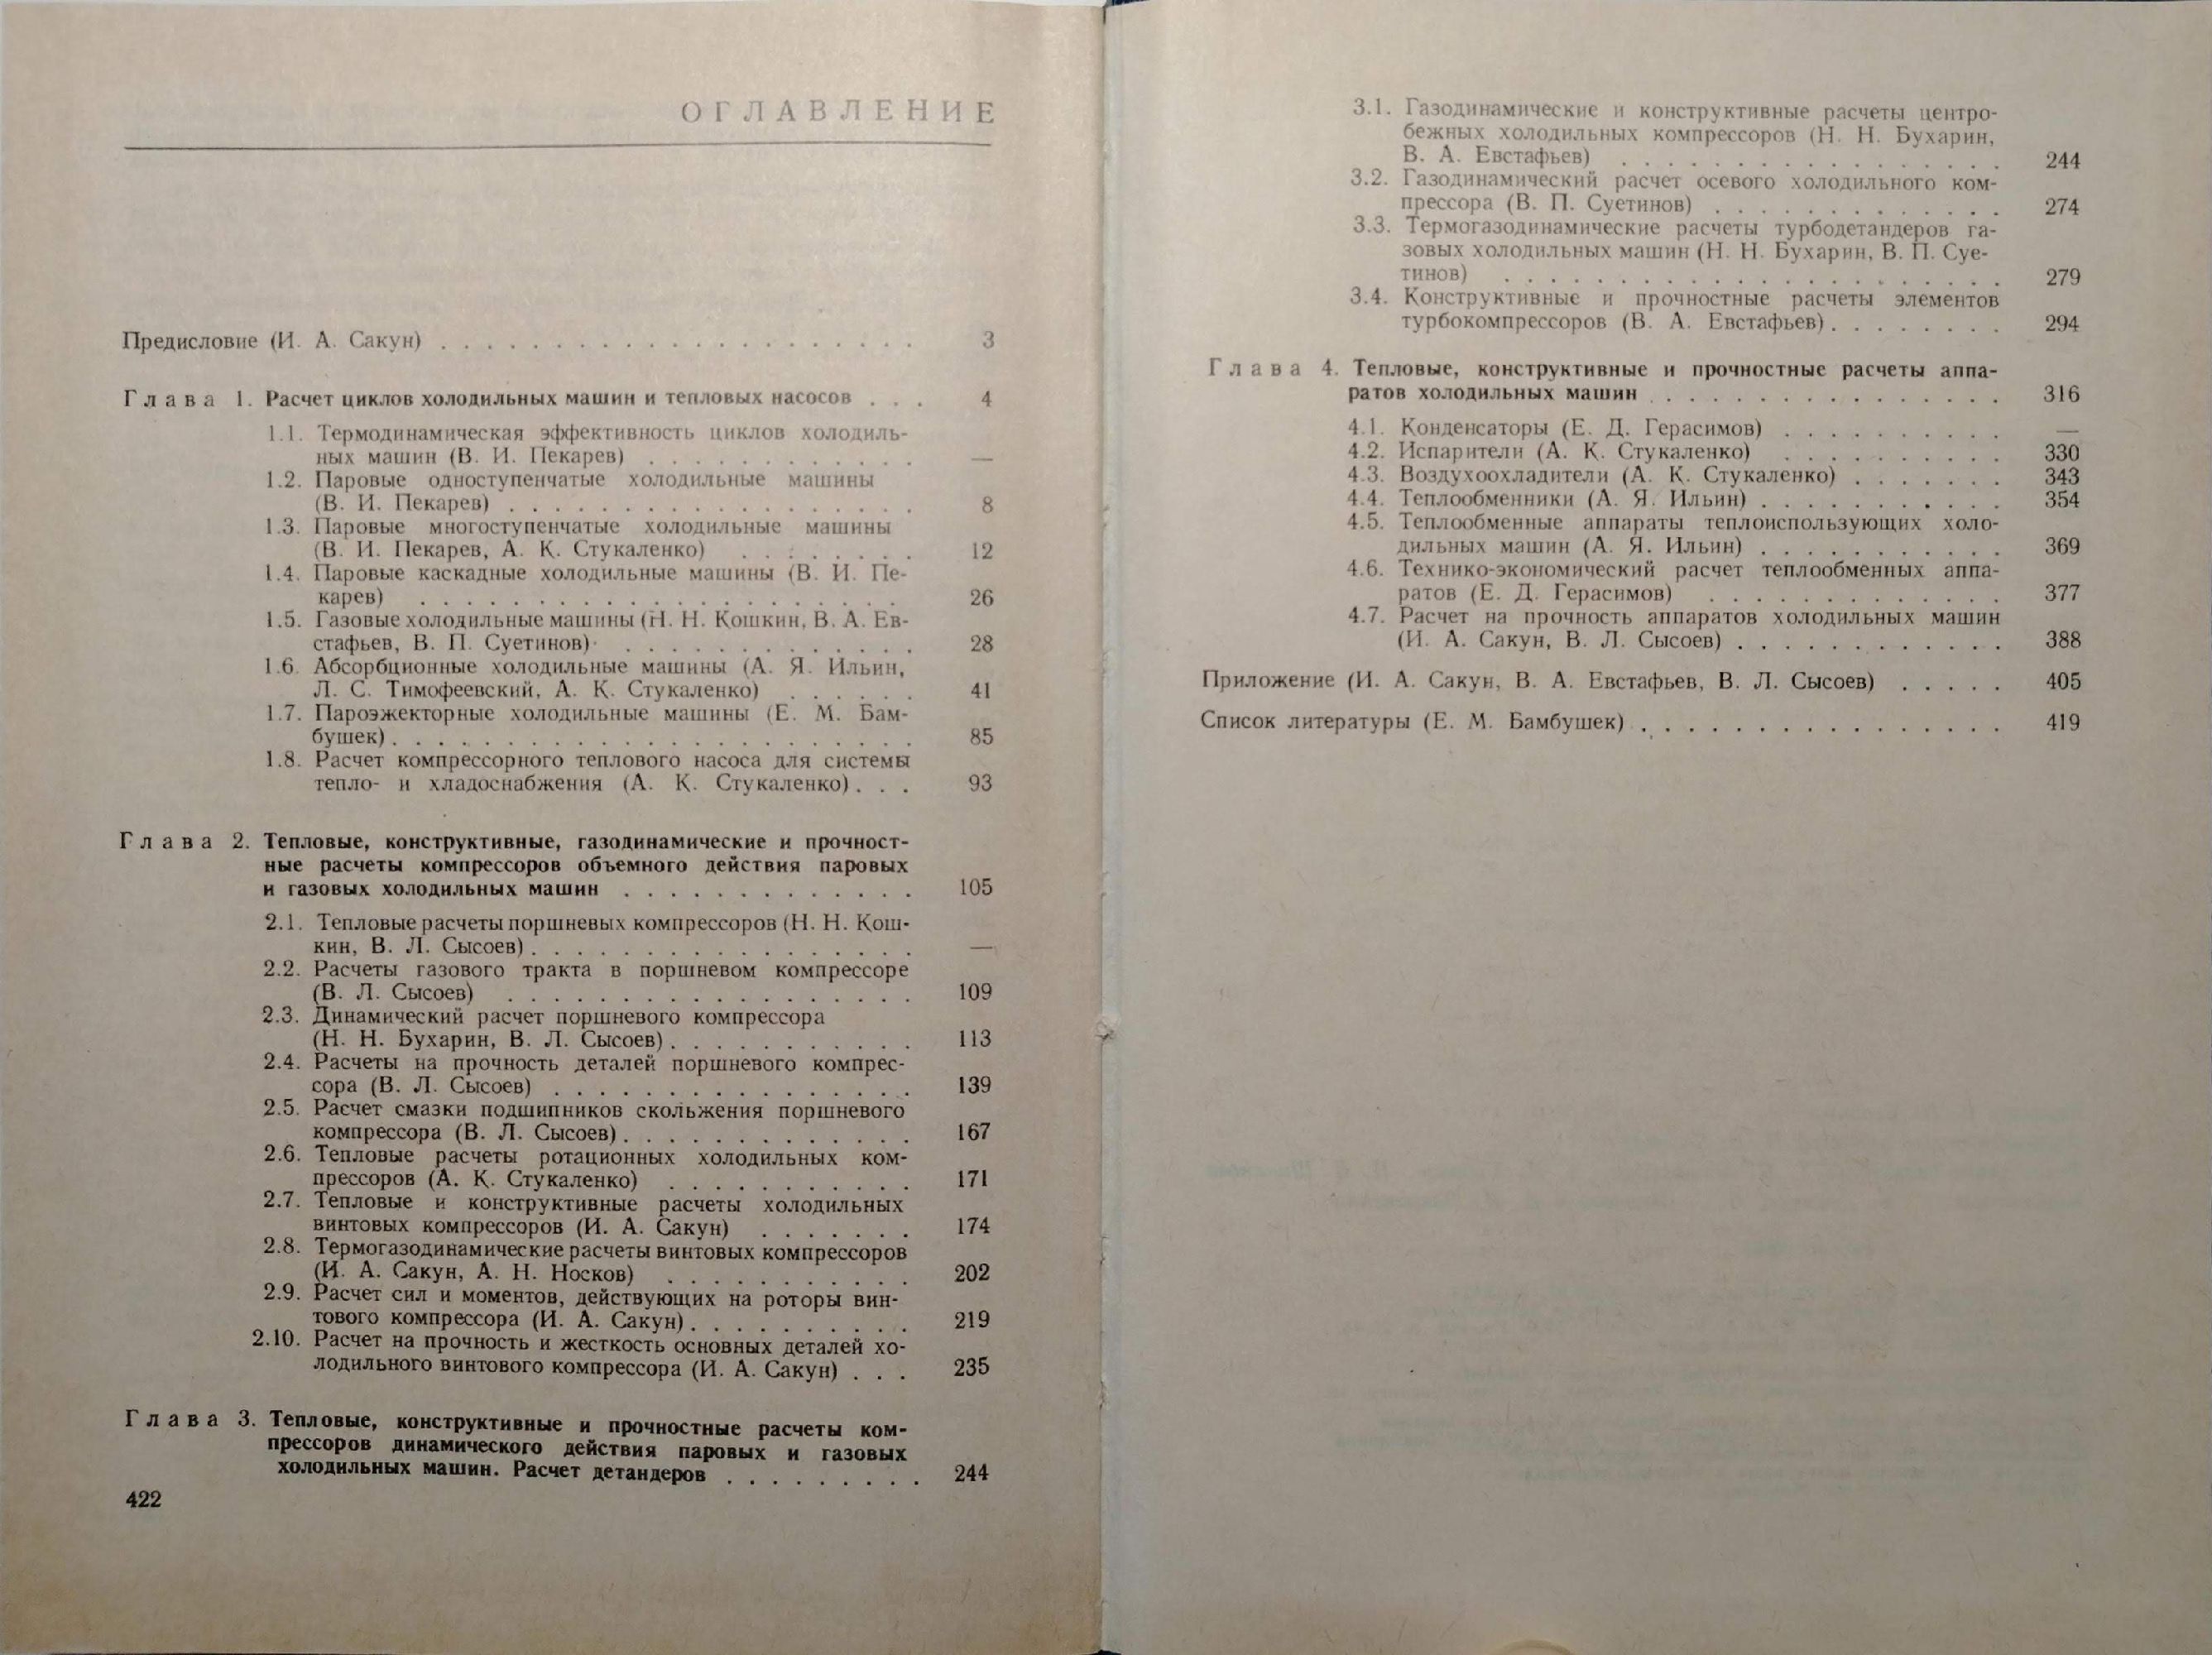 ОГЛАВЛЕНИЕ
Предисловие (И. А. Сакун) . . . . . . . . . . . . . . . . . . . . . 3
Глава 1. Расчет циклов холодильных машин и тепловых насосов . . . 4
1.1. Термодинамическая эффективность циклов холодиль-
ных машин (В. И. Пекарев) . . . . . . . . . . . . —
1.2. Паровые одноступенчатые холодильные машины
(В. И. Пекарев) . . . . . . . . . . . . . . . . . . 8
1.3. Паровые многоступенчатые холодильные машины
(В. И. Пекарев, А. К. Стукаленко) . . . . . . . . 12
1.4. Паровые каскадные холодильные машины (В. И. Пе-
карев) . . . . . . . . . . . . . . . . . . . . . 26
1.5. Газовые холодильные машины (Н. Н. Кошкин, В. А. Ев-
стафьев, В. П. Суетинов) . . . . . . . . . . . . . 28
1.6. Абсорбционные холодильные машины (А. Я. Ильин,
Л. С. Тимофеевский, А. К. Стукаленко) . . . . . . 41
1.7. Пароэжекторные холодильные машины (Е. М. Бам-
бушек) . . . . . . . . . . . . . . . . . . . . . . . 85
1.8. Расчет компрессорного теплового насоса для системы
тепло- и хладоснабжения (А. К. Стукаленко) . . . 93
Глава 2. Тепловые, конструктивные, газодинамические и прочност-
ные расчеты компрессоров объемного действия паровых
и газовых холодильных машин . . . . . . . . . . . . . 105
2.1. Тепловые расчеты поршневых компрессоров (Н. Н. Кош-
кин, В. Л. Сысоев) . . . . . . . . . . . . . . . . . —
2.2. Расчеты газового тракта в поршневом компрессоре
(В. Л. Сысоев) . . . . . . . . . . . . . . . . . . 109
2.3. Динамический расчет поршневого компрессора
(Н. Н. Бухарин, В. Л. Сысоев) . . . . . . . . . . . 113
2.4. Расчеты на прочность деталей поршневого компрес-
сора (В. Л. Сысоев) . . . . . . . . . . . . . . . . 139
2.5. Расчет смазки подшипников скольжения поршневого
компрессора (В. Л. Сысоев) . . . . . . . . . . . . . 167
2.6. Тепловые расчеты ротационных холодильных ком-
прессоров (А. К. Стукаленко) . . . . . . . . . . . 171
2.7. Тепловые и конструктивные расчеты холодильных
винтовых компрессоров (И. А. Сакун) . . . . . . . 174
2.8. Термогазодинамические расчеты винтовых компрессоров
(И. А. Сакун, А. Н. Носков) . . . . . . . . . . . 202
2.9. Расчет сил и моментов, действующих на роторы вин-
тового компрессора (И. А. Сакун) . . . . . . . . . . 219
2.10. Расчет на прочность и жесткость основных деталей хо-
лодильного винтового компрессора (И. А. Сакун) . . . 235
Глава 3. Тепловые, конструктивные и прочностные расчеты ком-
прессоров динамического действия паровых и газовых
холодильных машин. Расчет детандеров . . . . . . . . . 244
422
3.1. Газодинамические и конструктивные расчеты центро-
бежных холодильных компрессоров (Н. Н. Бухарин,
В. А. Евстафьев) . . . . . . . . . . . . . . . . . 244
3.2. Газодинамический расчет осевого холодильного ком-
прессора (В. П. Суетинов) . . . . . . . . . . . . . 274
3.3. Термогазодинамические расчеты турбодетандеров га-
зовых холодильных машин (Н. Н. Бухарин, В. П. Суе-
тинов) . . . . . . . . . . . . . . . . . . . . . . 279
3.4. Конструктивные и прочностные расчеты элементов
турбокомпрессоров (В. А. Евстафьев) . . . . . . . . 294
Глава 4. Тепловые, конструктивные и прочностные расчеты аппа-
ратов холодильных машин . . . . . . . . . . . . . . . . 316
4.1. Конденсаторы (Е. Д. Герасимов) . . . . . . . . . . —
4.2. Испарители (А. К. Стукаленко) . . . . . . . . . . 330
4.3. Воздухоохладители (А. К. Стукаленко) . . . . . . . 343
4.4. Теплообменники (А. Я. Ильин) . . . . . . . . . . . 354
4.5. Теплообменные аппараты теплоиспользующих холо-
дильных машин (А. Я. Ильин) . . . . . . . . . . . 369
4.6. Технико-экономический расчет теплообменных аппа-
ратов (Е. Д. Герасимов) . . . . . . . . . . . . . 377
4.7. Расчет на прочность аппаратов холодильных машин
(И. А. Сакун, В. Л. Сысоев) . . . . . . . . . . . . 388
Приложение (И. А. Сакун, В. А. Евстафьев, В. Л. Сысоев) . . . . . 405
Список литературы (Е. М. Бамбушек) . . . . . . . . . . . . . . . . 419